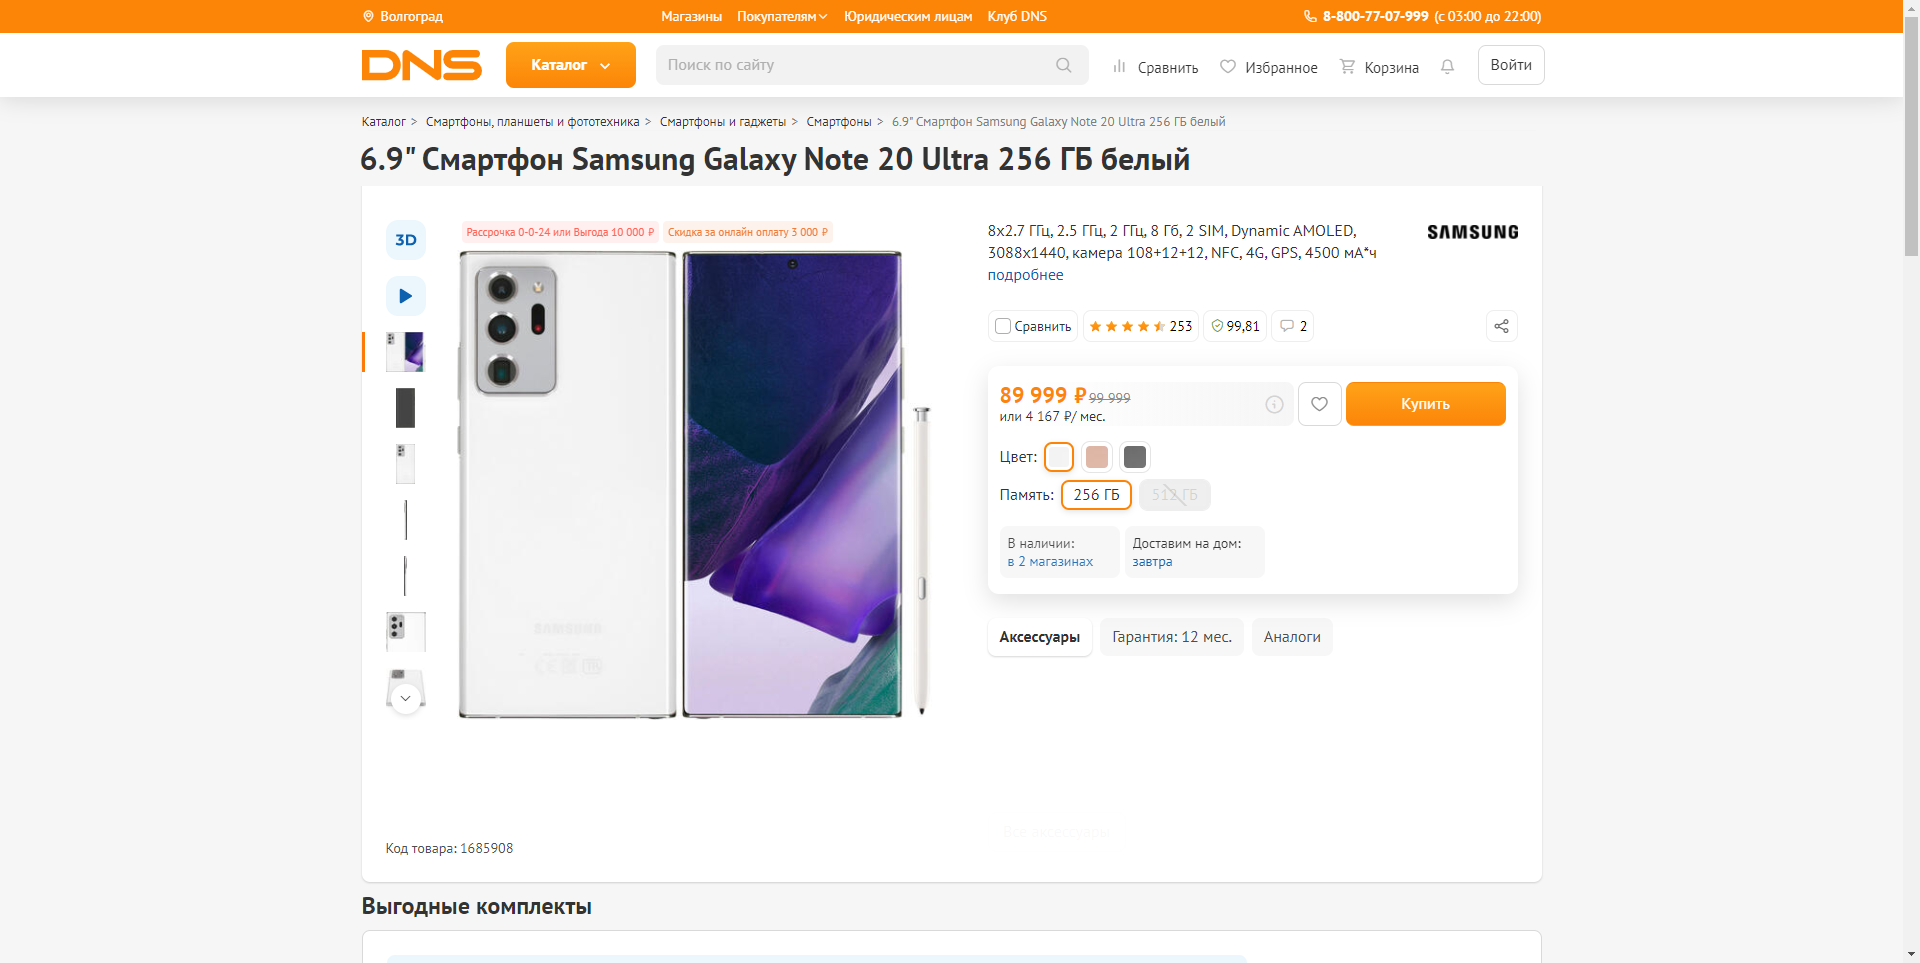 Волгоград
Магазины Покупателям Юридическим лицам Клуб DNS
8-800-77-07-999 (с 03:00 до 22:00)
DNS
Каталог
Поиск по сайту
Сравнить
Избранное
Корзина
Войти
Каталог > Смартфоны, планшеты и фототехника > Смартфоны и гаджеты > Смартфоны > 6.9" Смартфон Samsung Galaxy Note 20 Ultra 256 ГБ белый
6.9" Смартфон Samsung Galaxy Note 20 Ultra 256 ГБ белый
3D
Рассрочка 0-0-24 или Выгода 10 000 ₽
Скидка за онлайн оплату 3 000 ₽
SAMSUNG
8x2.7 ГГц, 2.5 ГГц, 2 ГГц, 8 Гб, 2 SIM, Dynamic AMOLED,
3088x1440, камера 108+12+12, NFC, 4G, GPS, 4500 мА*ч
подробнее
SAMSUNG
Сравнить
253
99,81
2
89 999 ₽ 99 999
или 4 167 ₽/ мес.
Купить
Цвет:
Память: 256 ГБ 512 ГБ
В наличии:
в 2 магазинах
Доставим на дом:
завтра
Аксессуары
Гарантия: 12 мес.
Аналоги
Все аксессуары
Код товара: 1685908
Выгодные комплекты